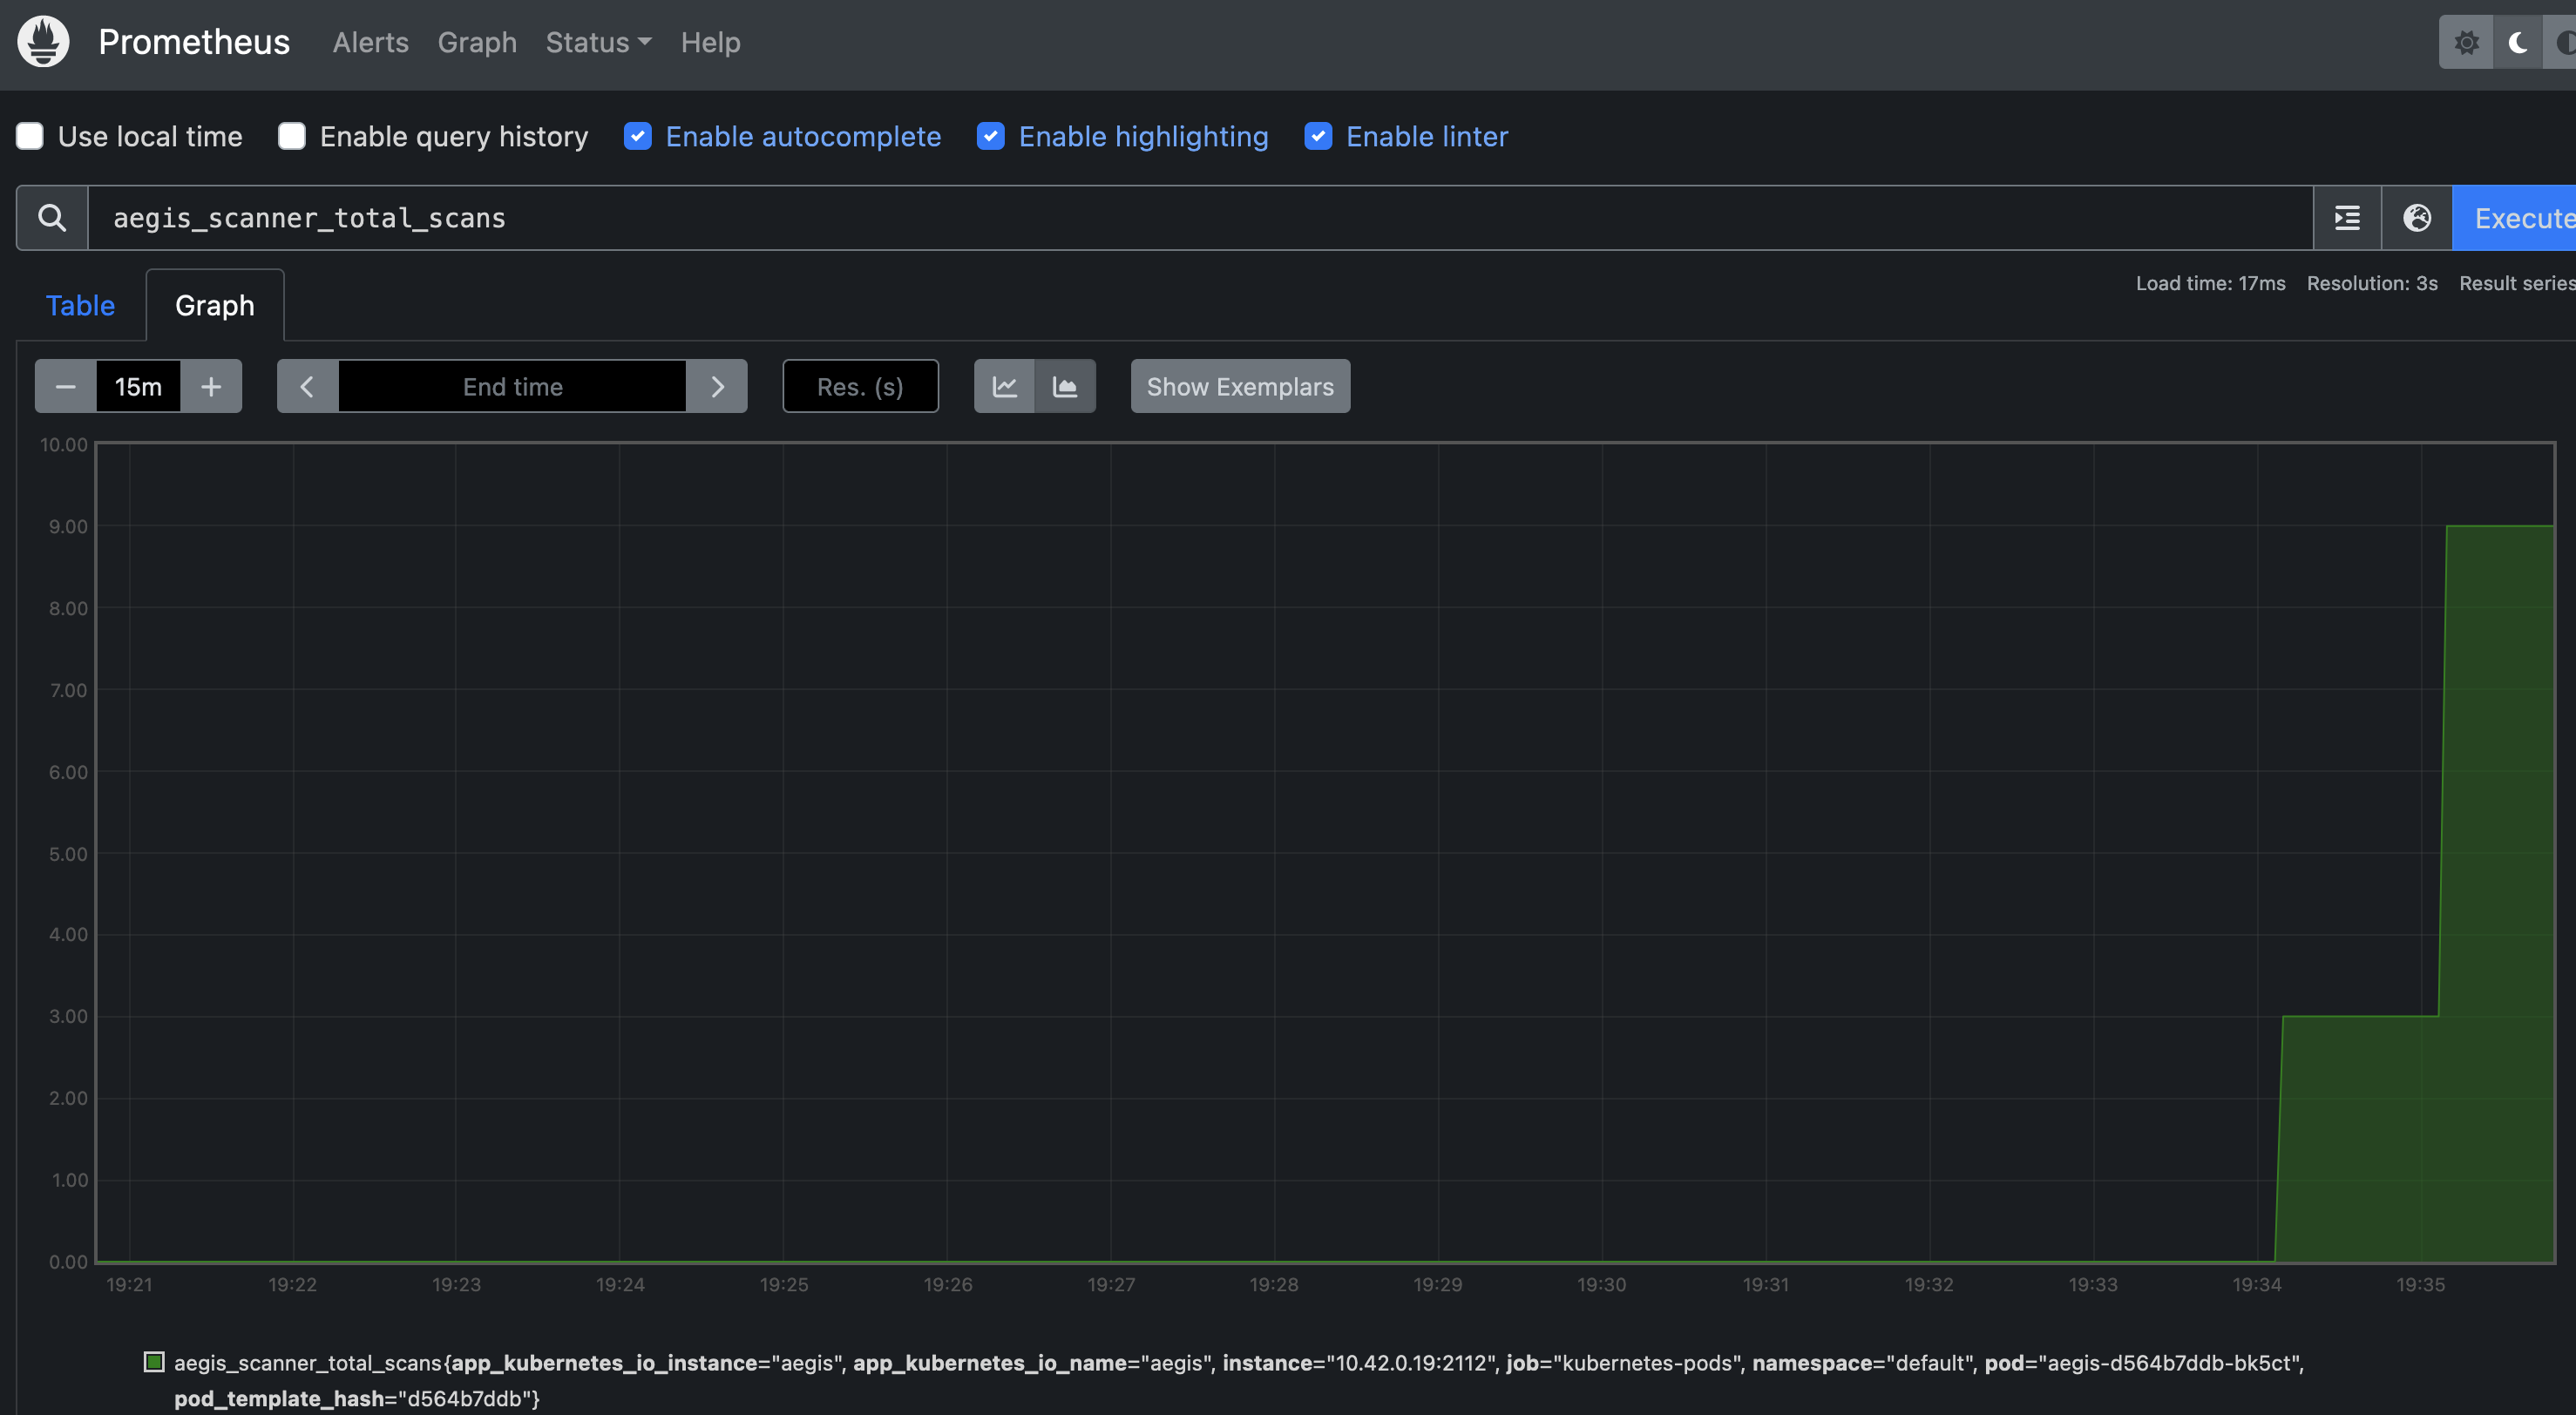 Prometheus Alerts Graph Status Help
Use local time Enable query history Enable autocomplete Enable highlighting Enable linter
aegis_scanner_total_scans Execute
Load time: 17ms Resolution: 3s Result series
Table Graph
15m End time Res. (s) Show Exemplars
10.00
9.00
8.00
7.00
6.00
5.00
4.00
3.00
2.00
1.00
0.00
19:21 19:22 19:23 19:24 19:25 19:26 19:27 19:28 19:29 19:30 19:31 19:32 19:33 19:34 19:35
aegis_scanner_total_scans{app_kubernetes_io_instance="aegis", app_kubernetes_io_name="aegis", instance="10.42.0.19:2112", job="kubernetes-pods", namespace="default", pod="aegis-d564b7ddb-bk5ct",
pod_template_hash="d564b7ddb"}